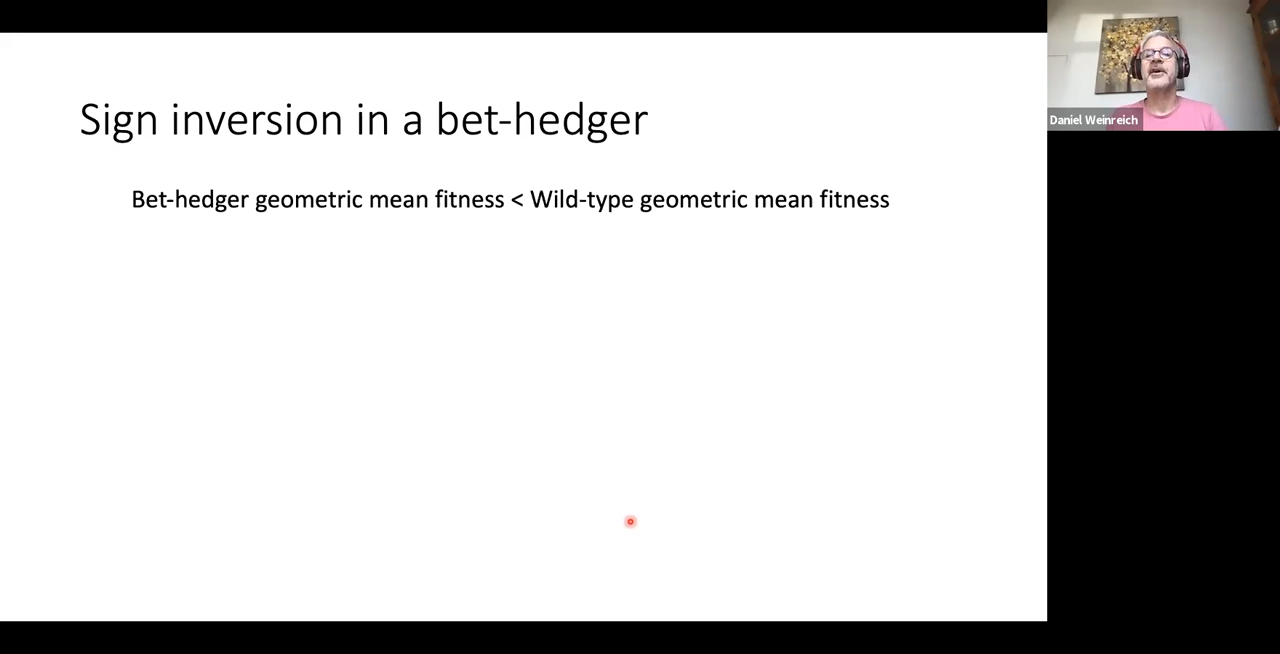 Sign inversion in a bet-hedger
Bet-hedger geometric mean fitness < Wild-type geometric mean fitness
Daniel Weinreich